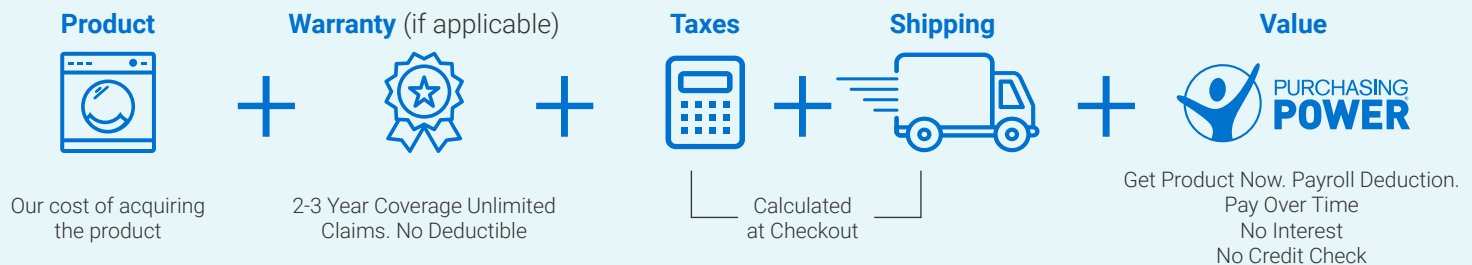 Product
Warranty (if applicable)
Taxes
Shipping
Value
PURCHASING
POWER
Our cost of acquiring
the product
2-3 Year Coverage Unlimited
Claims. No Deductible
Calculated
at Checkout
Get Product Now. Payroll Deduction.
Pay Over Time
No Interest
No Credit Check